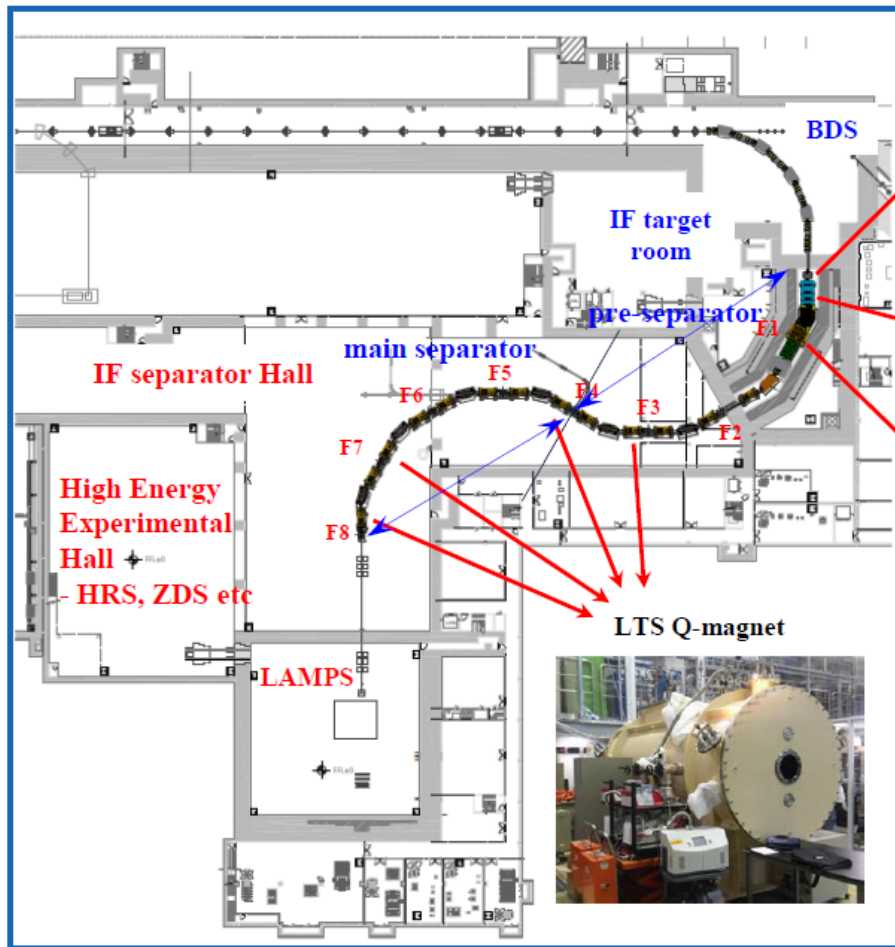 BDS
IF target
room
pre-separator
F1
main separator
IF separator Hall
F5
F4
F6
F3
F2
F7
High Energy
Experimental
Hall
- HRS, ZDS etc
F8
LTS Q-magnet
LAMPS